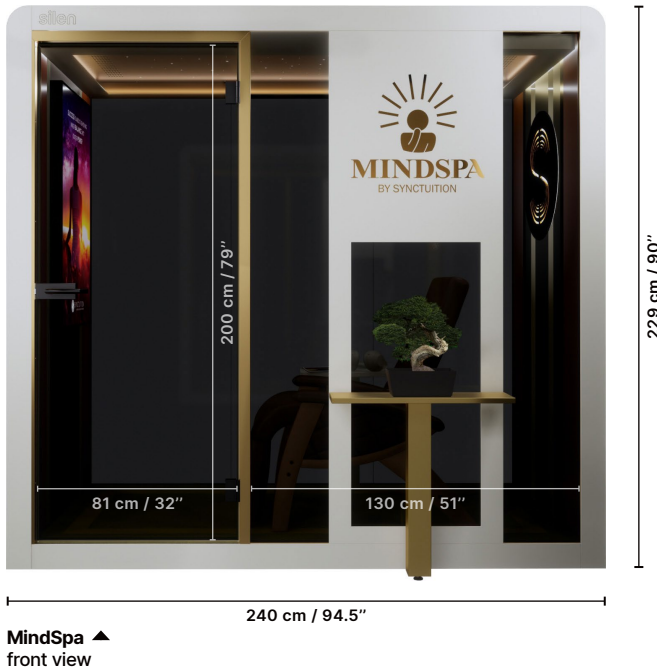 silen
MINDSPA
BY SYNCTUITION
200 cm / 79’’
229 cm / 90’’
81 cm / 32’’
130 cm / 51’’
240 cm / 94.5’’
MindSpa
front view